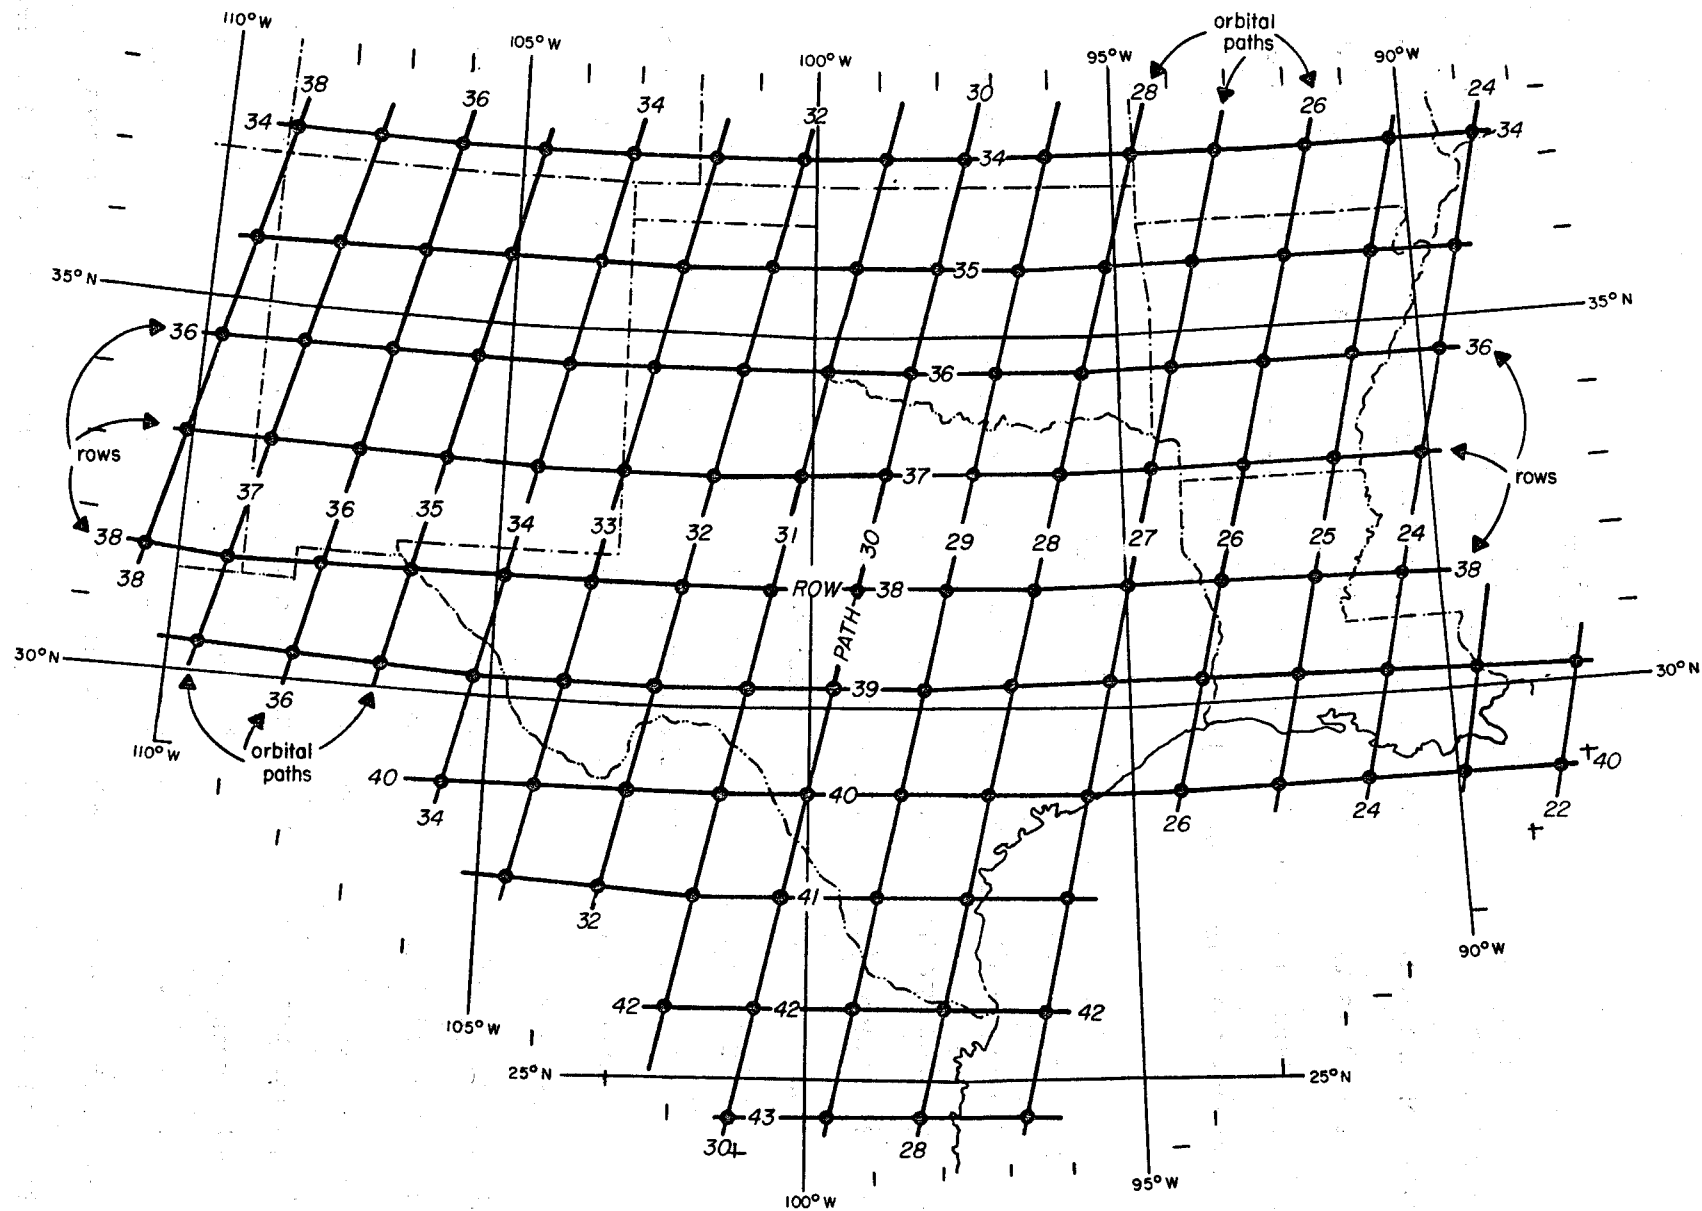 110° W
105° W
100° W
95° W
90° W
orbital
paths
38
36
34
32
30
28
26
24
34
34
34
35
35° N
35° N
36
36
36
rows
rows
37
37
36
35
34
33
32
31
30
29
28
27
26
25
24
38
38
ROW
38
38
PATH
30° N
30° N
39
36
110° W
orbital
paths
40
40
40
34
26
24
22
41
32
90° W
42
42
42
105° W
25° N
25° N
43
30
28
95° W
100° W